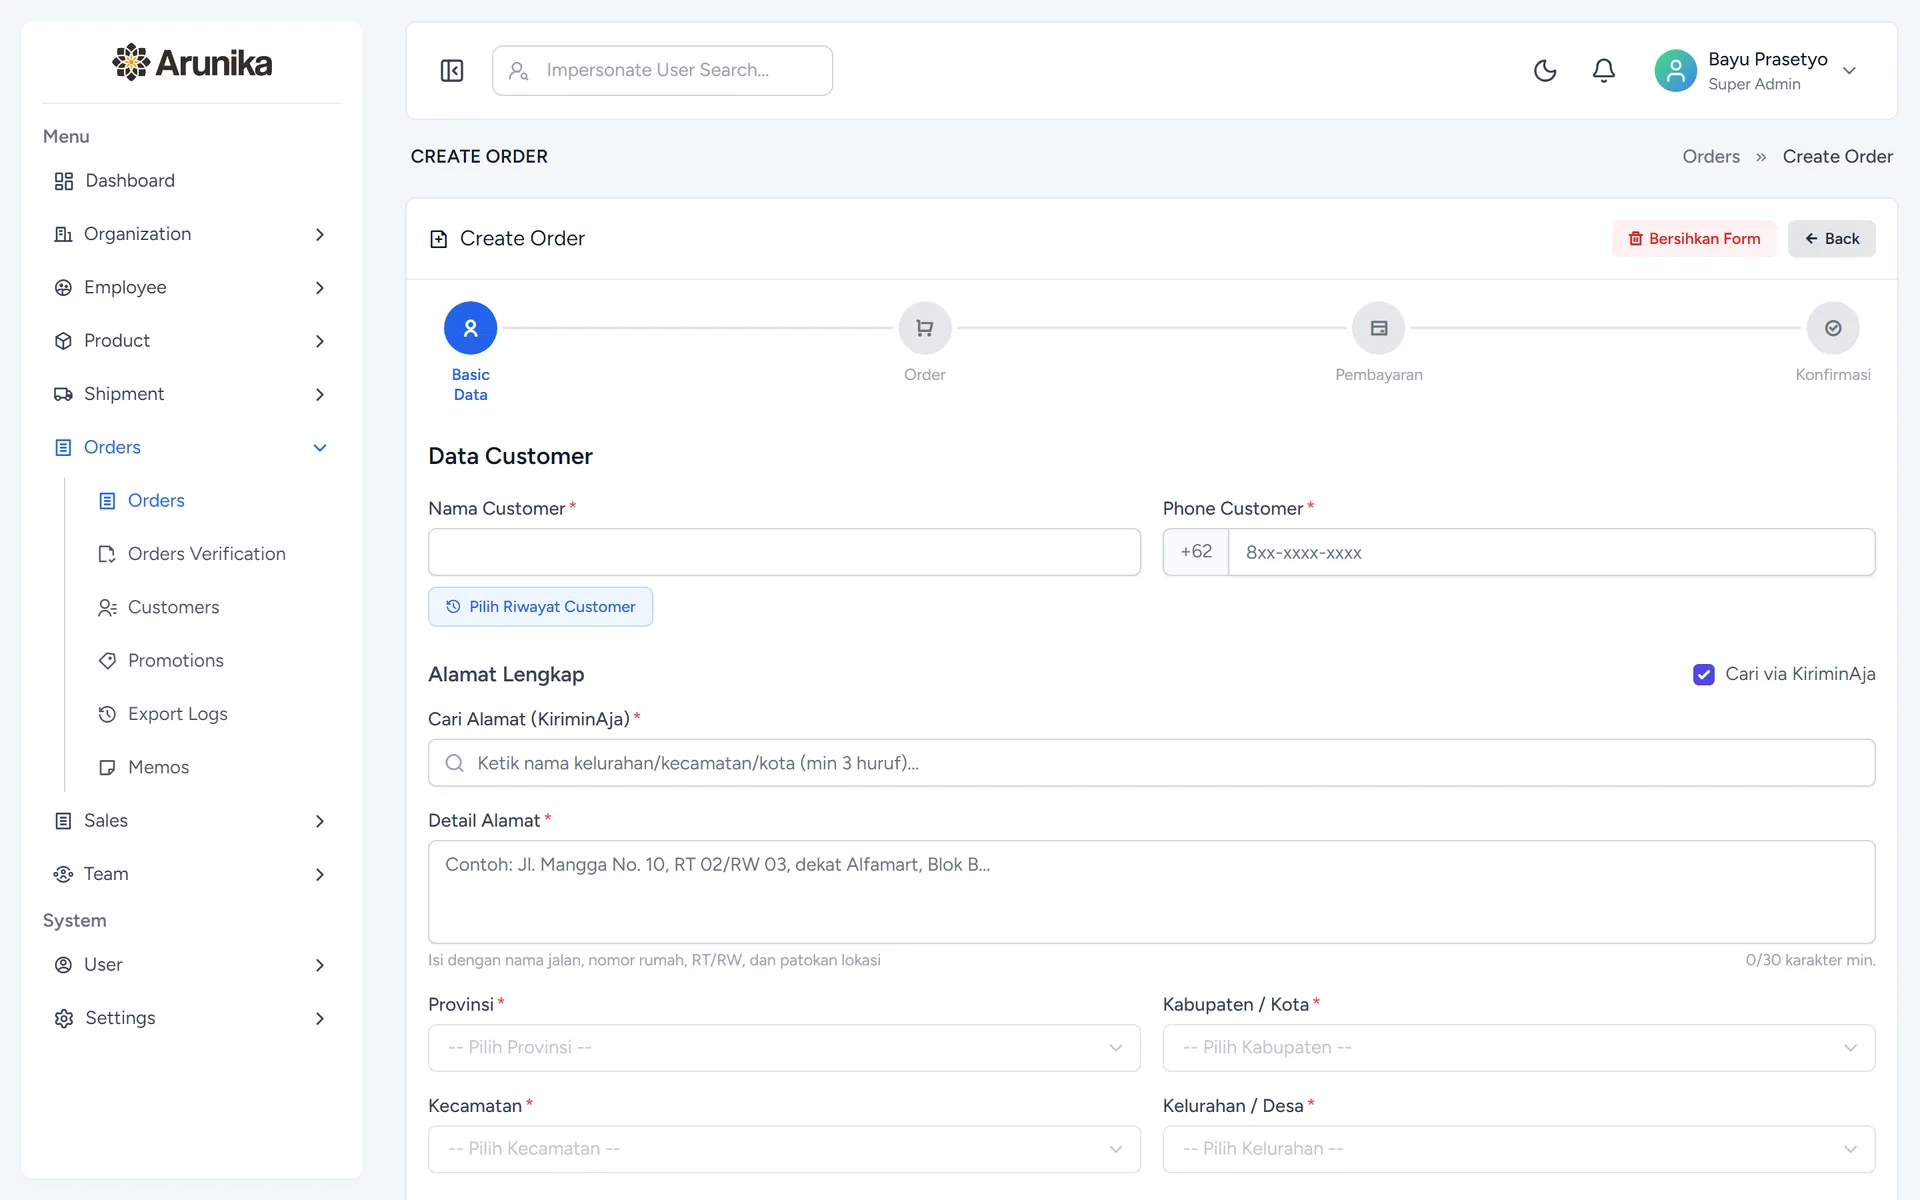 Arunika
Menu
Dashboard
Organization
Employee
Product
Shipment
Orders
Orders
Orders Verification
Customers
Promotions
Export Logs
Memos
Sales
Team
System
User
Settings
Impersonate User Search...
Bayu Prasetyo
Super Admin
CREATE ORDER
Orders » Create Order
Create Order
Bersihkan Form
Back
Basic
Data
Order
Pembayaran
Konfirmasi
Data Customer
Nama Customer *
Phone Customer *
+62 8xx-xxxx-xxxx
Pilih Riwayat Customer
Alamat Lengkap
Cari via KiriminAja
Cari Alamat (KiriminAja) *
Ketik nama kelurahan/kecamatan/kota (min 3 huruf)...
Detail Alamat *
Contoh: Jl. Mangga No. 10, RT 02/RW 03, dekat Alfamart, Blok B...
Isi dengan nama jalan, nomor rumah, RT/RW, dan patokan lokasi
0/30 karakter min.
Provinsi *
Kabupaten / Kota *
-- Pilih Provinsi --
-- Pilih Kabupaten --
Kecamatan *
Kelurahan / Desa *
-- Pilih Kecamatan --
-- Pilih Kelurahan --